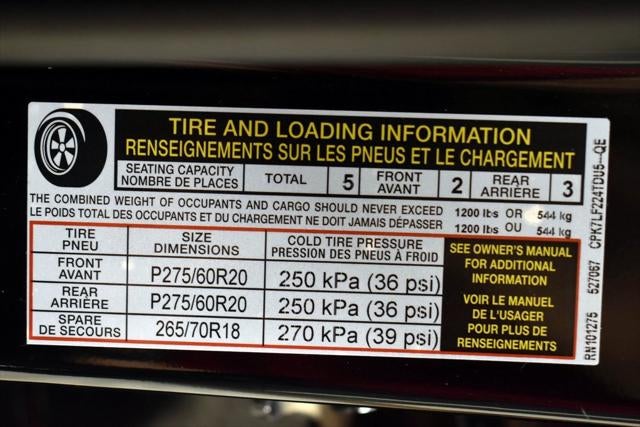 TIRE AND LOADING INFORMATION
RENSEIGNEMENTS SUR LES PNEUS ET LE CHARGEMENT
SEATING CAPACITY TOTAL 5 FRONT 2 REAR 3
NOMBRE DE PLACES AVANT ARRIÈRE
THE COMBINED WEIGHT OF OCCUPANTS AND CARGO SHOULD NEVER EXCEED 1200 lbs OR 544 kg
LE POIDS TOTAL DES OCCUPANTS ET DU CHARGEMENT NE DOIT JAMAIS DÉPASSER 1200 lbs OU 544 kg
TIRE SIZE COLD TIRE PRESSURE
PNEU DIMENSIONS PRESSION DES PNEUS À FROID
FRONT
AVANT P275/60R20 250 kPa (36 psi)
REAR
ARRIÈRE P275/60R20 250 kPa (36 psi)
SPARE
DE SECOURS 265/70R18 270 kPa (39 psi)
SEE OWNER'S MANUAL
FOR ADDITIONAL
INFORMATION
VOIR LE MANUEL
DE L'USAGER
POUR PLUS DE
RENSEIGNEMENTS
RN101275 527067 CPK7LF224TDU5--QE